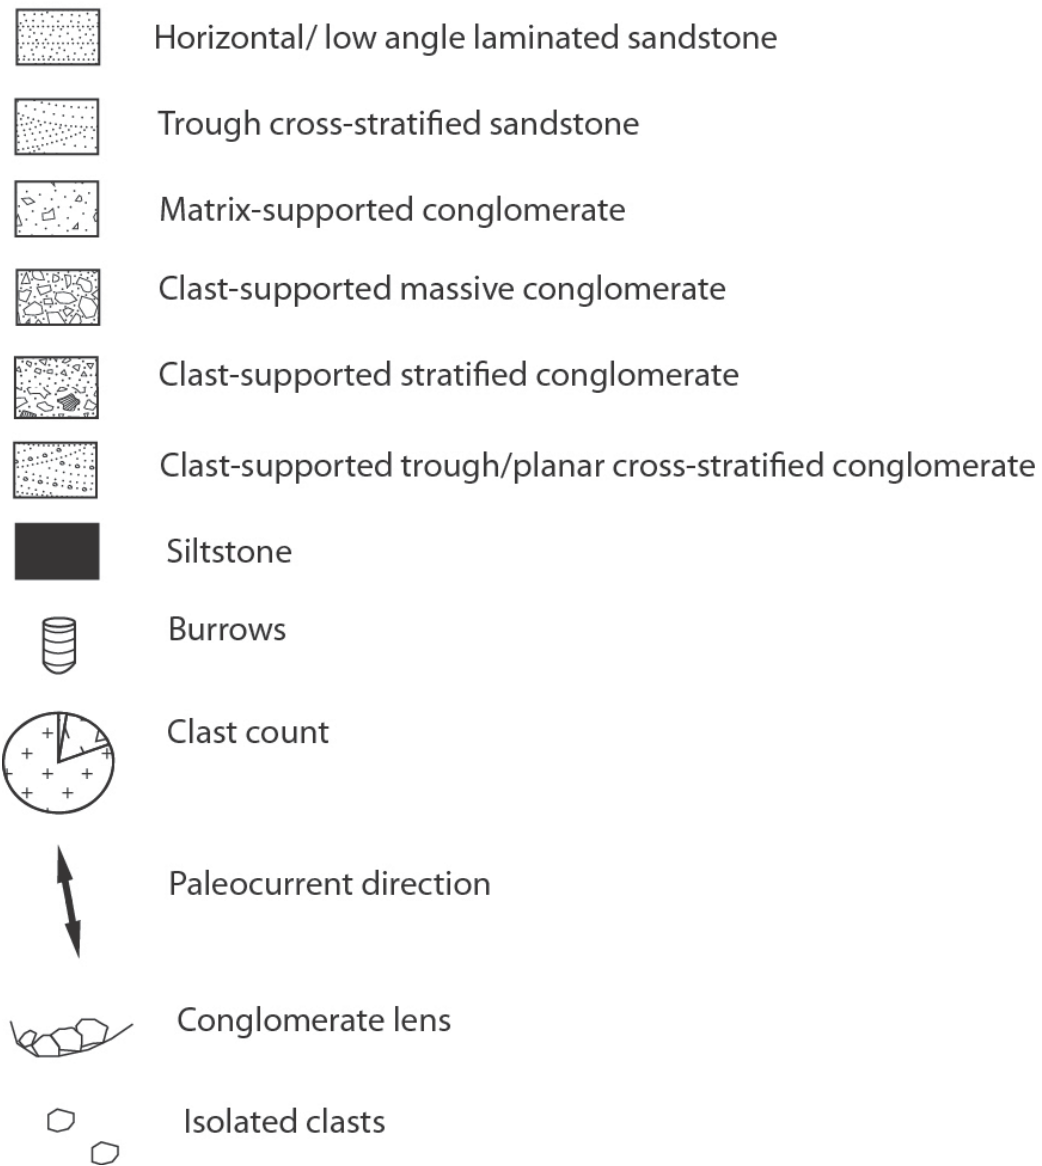 Horizontal/ low angle laminated sandstone
Trough cross-stratified sandstone
Matrix-supported conglomerate
Clast-supported massive conglomerate
Clast-supported stratified conglomerate
Clast-supported trough/planar cross-stratified conglomerate
Siltstone
Burrows
Clast count
Paleocurrent direction
Conglomerate lens
Isolated clasts